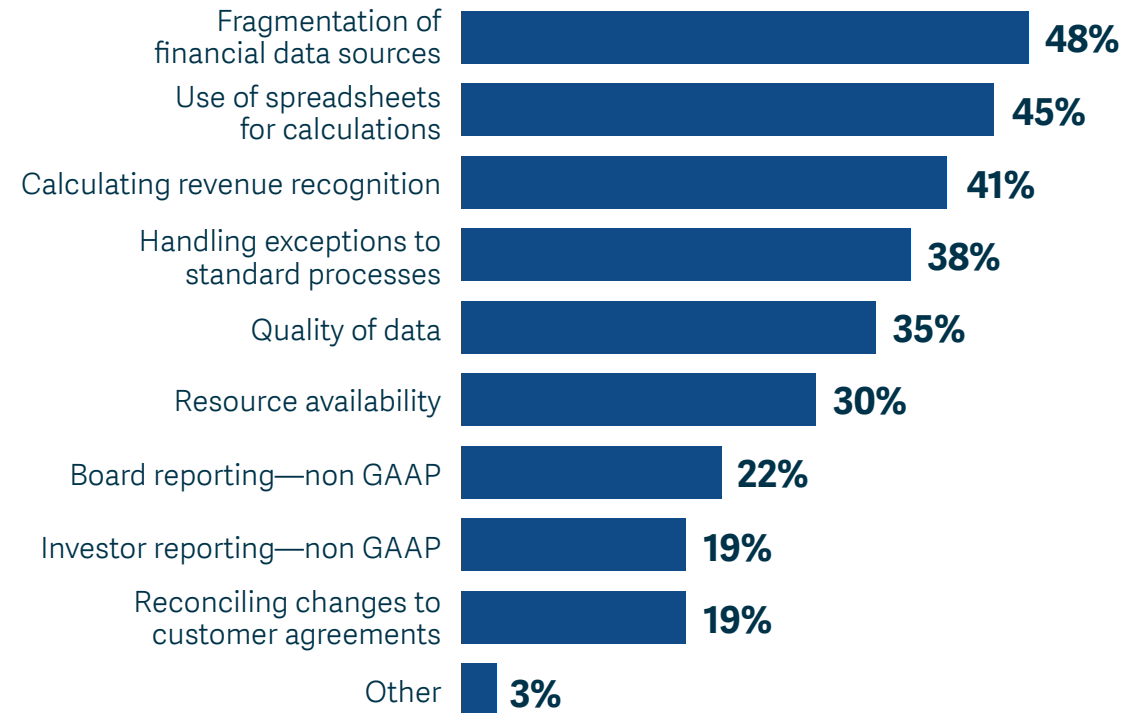 Fragmentation of
financial data sources
48%
Use of spreadsheets
for calculations
45%
Calculating revenue recognition
41%
Handling exceptions to
standard processes
38%
Quality of data
35%
Resource availability
30%
Board reporting—non GAAP
22%
Investor reporting—non GAAP
19%
Reconciling changes to
customer agreements
19%
Other
3%